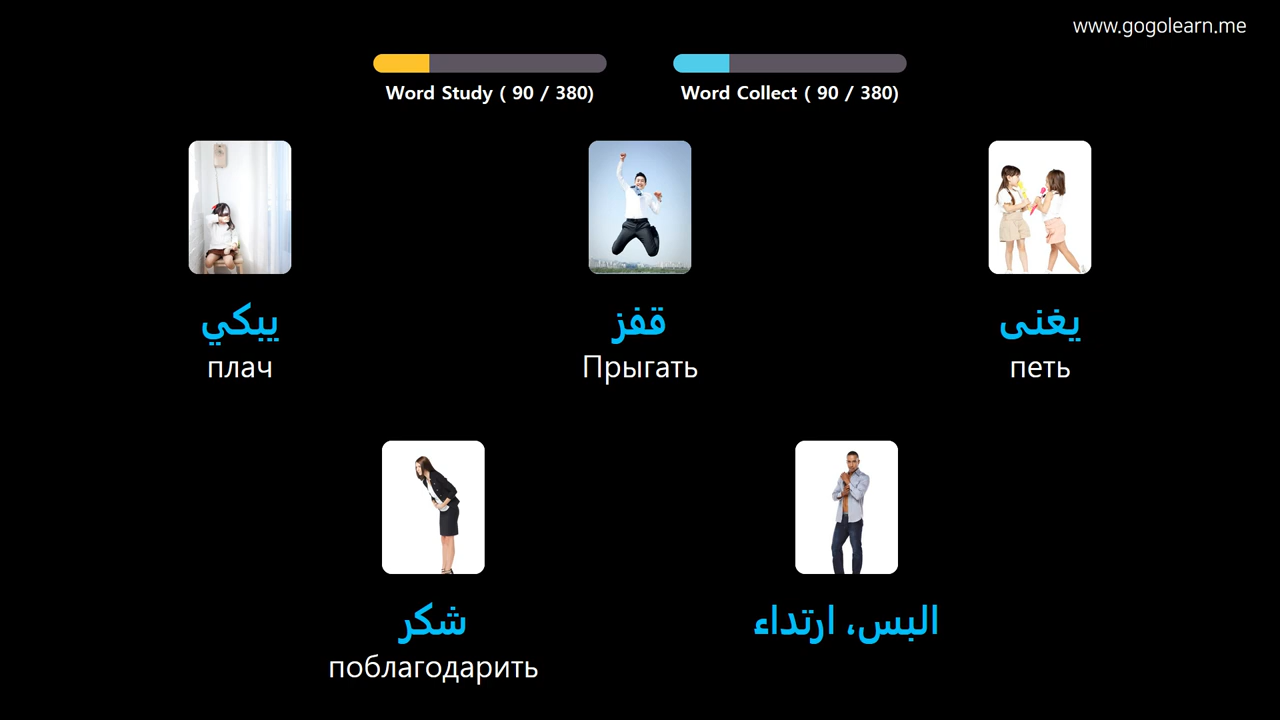 www.gogolearn.me
Word Study ( 90 / 380)
Word Collect ( 90 / 380)
يبكي
плач
قفز
Прыгать
يغنى
петь
شكر
поблагодарить
البس، ارتداء